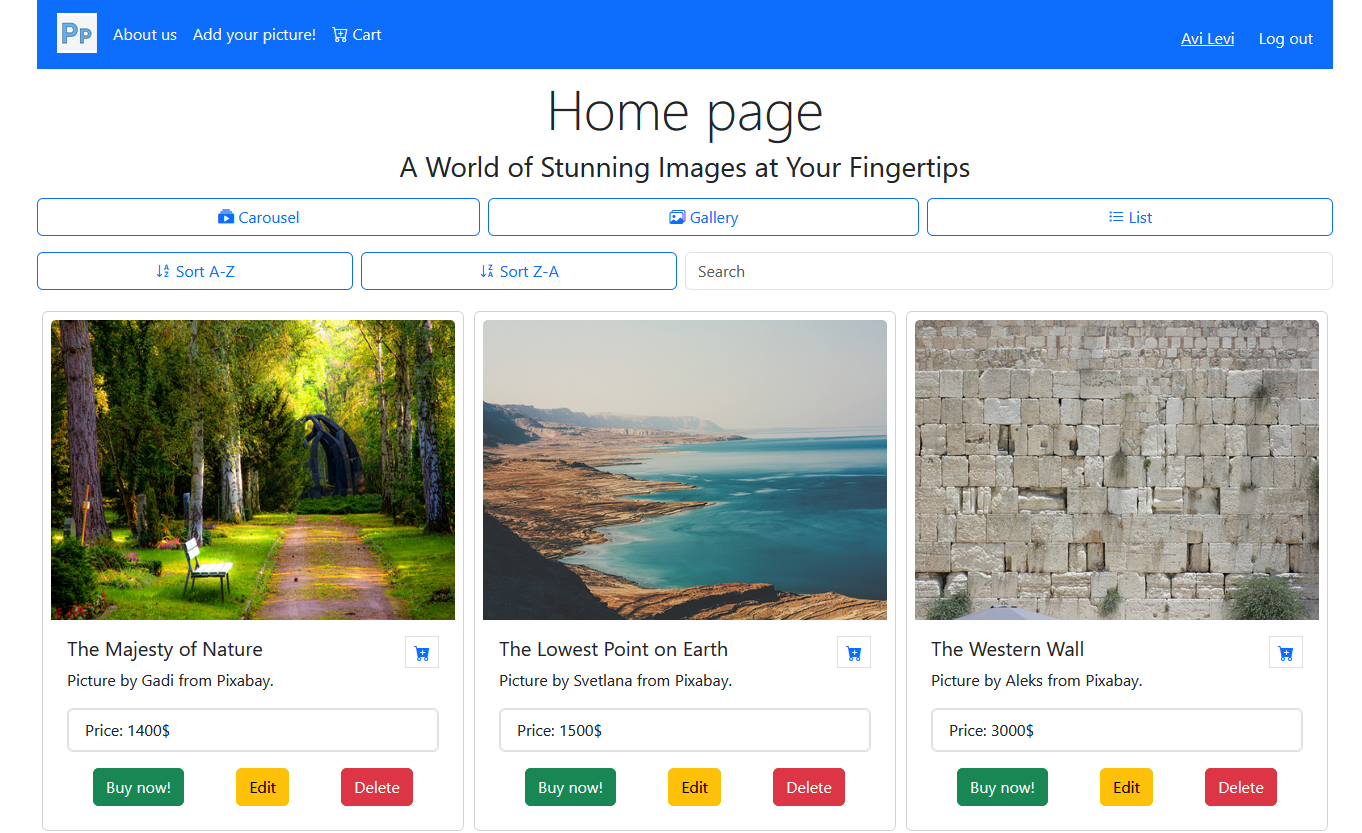 Pp About us Add your picture! Cart Avi Levi Log out
Home page
A World of Stunning Images at Your Fingertips
Carousel Gallery List
Sort A-Z Sort Z-A Search
The Majesty of Nature
Picture by Gadi from Pixabay.
Price: 1400$
Buy now! Edit Delete
The Lowest Point on Earth
Picture by Svetlana from Pixabay.
Price: 1500$
Buy now! Edit Delete
The Western Wall
Picture by Aleks from Pixabay.
Price: 3000$
Buy now! Edit Delete